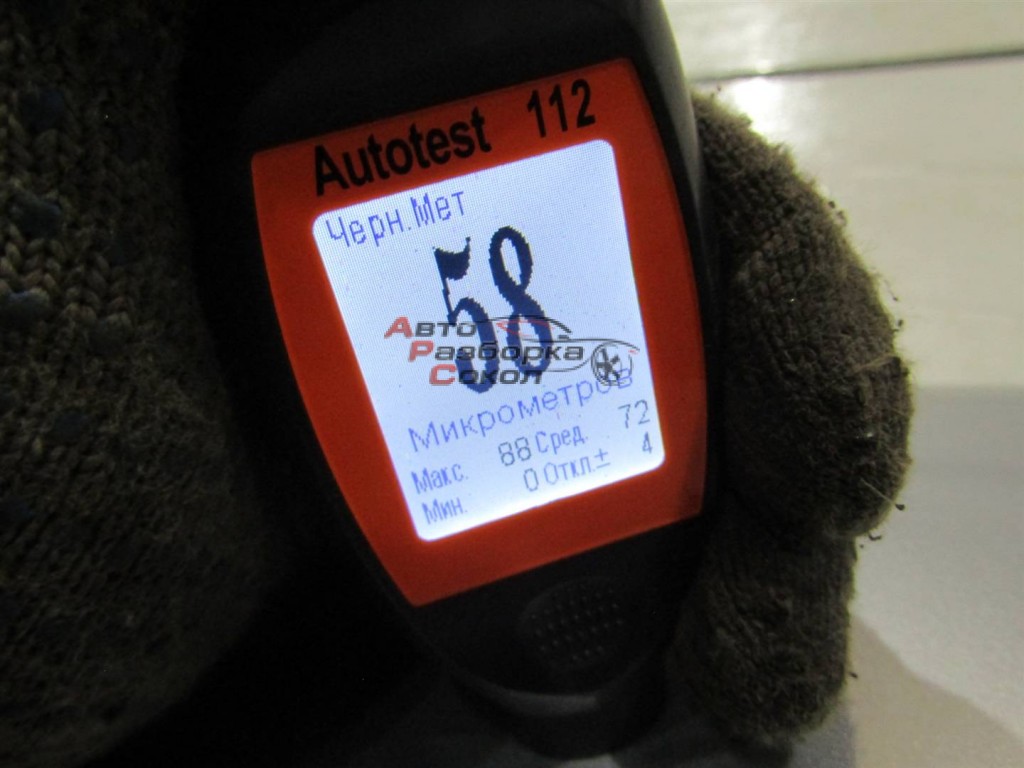 Autotest 112
Черн.Мет
58
Авто
Разборка
Сокол
Микрометров
Макс. 88 Сред. 72
Мин. 0 Откл.± 4